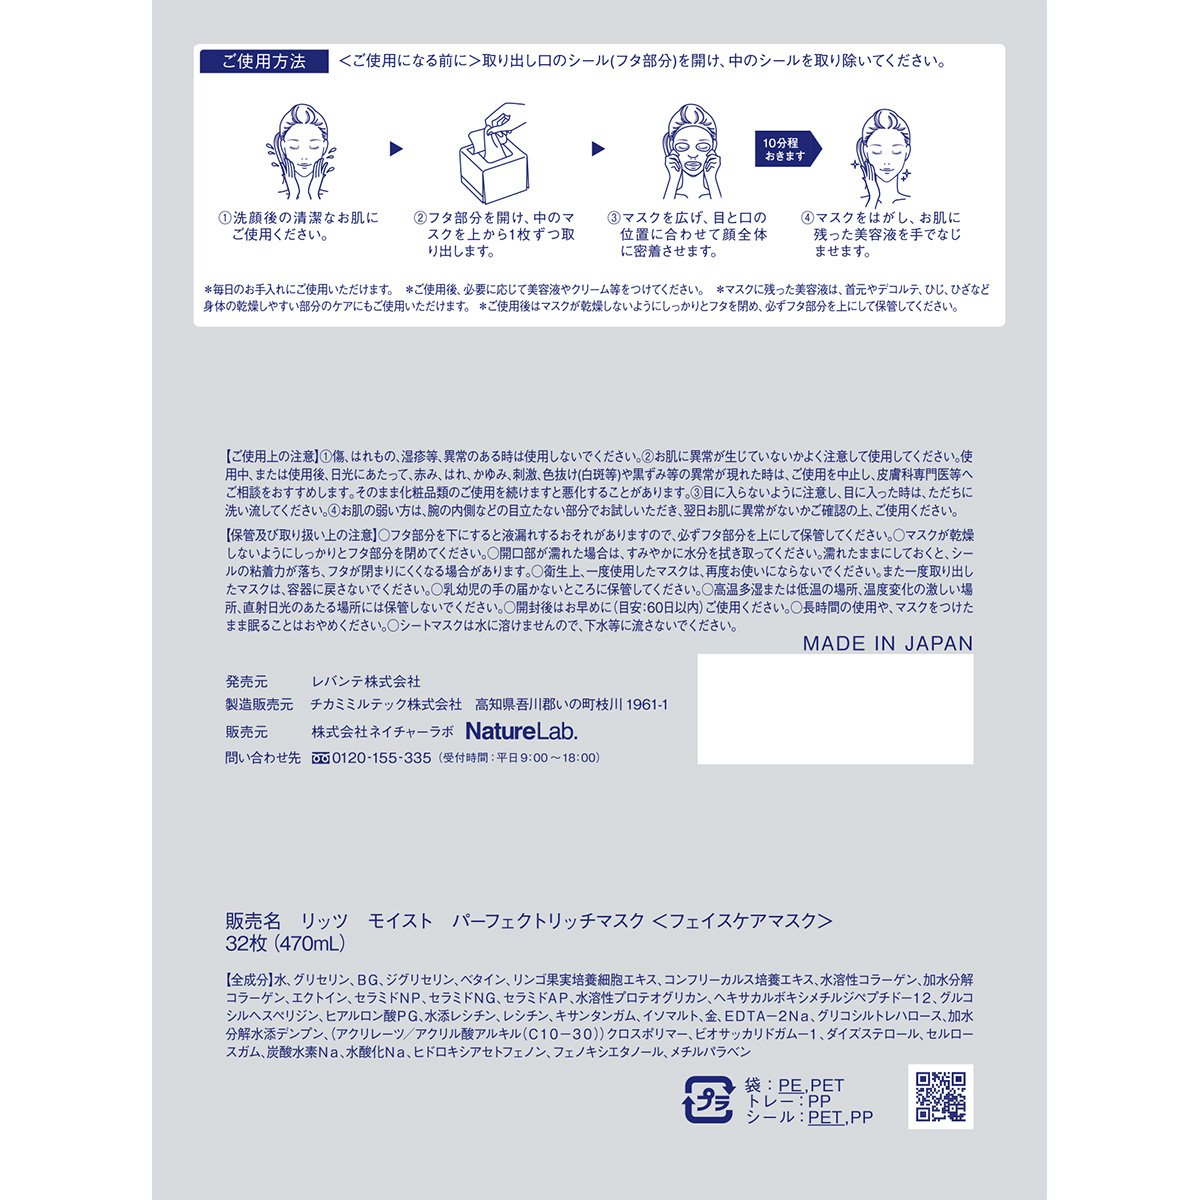 ご使用方法 ＜ご使用になる前に＞取り出し口のシール(フタ部分)を開け、中のシールを取り除いてください。
10分程
おきます
①洗顔後の清潔なお肌に
ご使用ください。
②フタ部分を開け、中のマ
スクを上から1枚ずつ取
り出します。
③マスクを広げ、目と口の
位置に合わせて顔全体
に密着させます。
④マスクをはがし、お肌に
残った美容液を手でなじ
ませます。
＊毎日のお手入れにご使用いただけます。 ＊ご使用後、必要に応じて美容液やクリーム等をつけてください。 ＊マスクに残った美容液は、首元やデコルテ、ひじ、ひざなど
身体の乾燥しやすい部分のケアにもご使用いただけます。 ＊ご使用後はマスクが乾燥しないようにしっかりとフタを閉め、必ずフタ部分を上にして保管してください。
【ご使用上の注意】①傷、はれもの、湿疹等、異常のある時は使用しないでください。②お肌に異常が生じていないかよく注意して使用してください。使
用中、または使用後、日光にあたって、赤み、はれ、かゆみ、刺激、色抜け(白斑等)や黒ずみ等の異常が現れた時は、ご使用を中止し、皮膚科専門医等へ
ご相談をおすすめします。そのまま化粧品類のご使用を続けますと悪化することがあります。③目に入らないように注意し、目に入った時は、ただちに
洗い流してください。④お肌の弱い方は、腕の内側などの目立たない部分でお試しいただき、翌日お肌に異常がないかご確認の上、ご使用ください。
【保管及び取り扱い上の注意】○フタ部分を下にすると液漏れするおそれがありますので、必ずフタ部分を上にして保管してください。○マスクが乾燥
しないようにしっかりとフタ部分を閉めてください。○開口部が濡れた場合は、すみやかに水分を拭き取ってください。濡れたままにしておくと、シー
ルの粘着力が落ち、フタが閉まりにくくなる場合があります。○衛生上、一度使用したマスクは、再度お使いにならないでください。また一度取り出し
たマスクは、容器に戻さないでください。○乳幼児の手の届かないところに保管してください。○高温多湿または低温の場所、温度変化の激しい場
所、直射日光のあたる場所には保管しないでください。○開封後はお早めに(目安:60日以内)ご使用ください。○長時間の使用や、マスクをつけた
まま眠ることはおやめください。○シートマスクは水に溶けませんので、下水等に流さないでください。
MADE IN JAPAN
発売元 レバンテ株式会社
製造販売元 チカミミルテック株式会社 高知県吾川郡いの町枝川1961-1
販売元 株式会社ネイチャーラボ NatureLab.
問い合わせ先 0120-155-335(受付時間:平日9:00～18:00)
販売名 リッツ モイスト パーフェクトリッチマスク＜フェイスケアマスク＞
32枚(470mL)
【全成分】水、グリセリン、BG、ジグリセリン、ベタイン、リンゴ果実培養細胞エキス、コンフリーカルス培養エキス、水溶性コラーゲン、加水分解
コラーゲン、エクトイン、セラミドNP、セラミドNG、セラミドAP、水溶性プロテオグリカン、ヘキサカルボキシメチルジペプチドー12、グルコ
シルヘスペリジン、ヒアルロン酸PG、水添レシチン、レシチン、キサンタンガム、イソマルト、金、EDTA－2Na、グリコシルトレハロース、加水
分解水添デンプン、(アクリレーツ／アクリル酸アルキル(C10－30))クロスポリマー、ビオサッカリドガム－1、ダイズステロール、セルロー
スガム、炭酸水素Na、水酸化Na、ヒドロキシアセトフェノン、フェノキシエタノール、メチルパラベン
プラ
袋：PE,PET
トレー：PP
シール：PET,PP